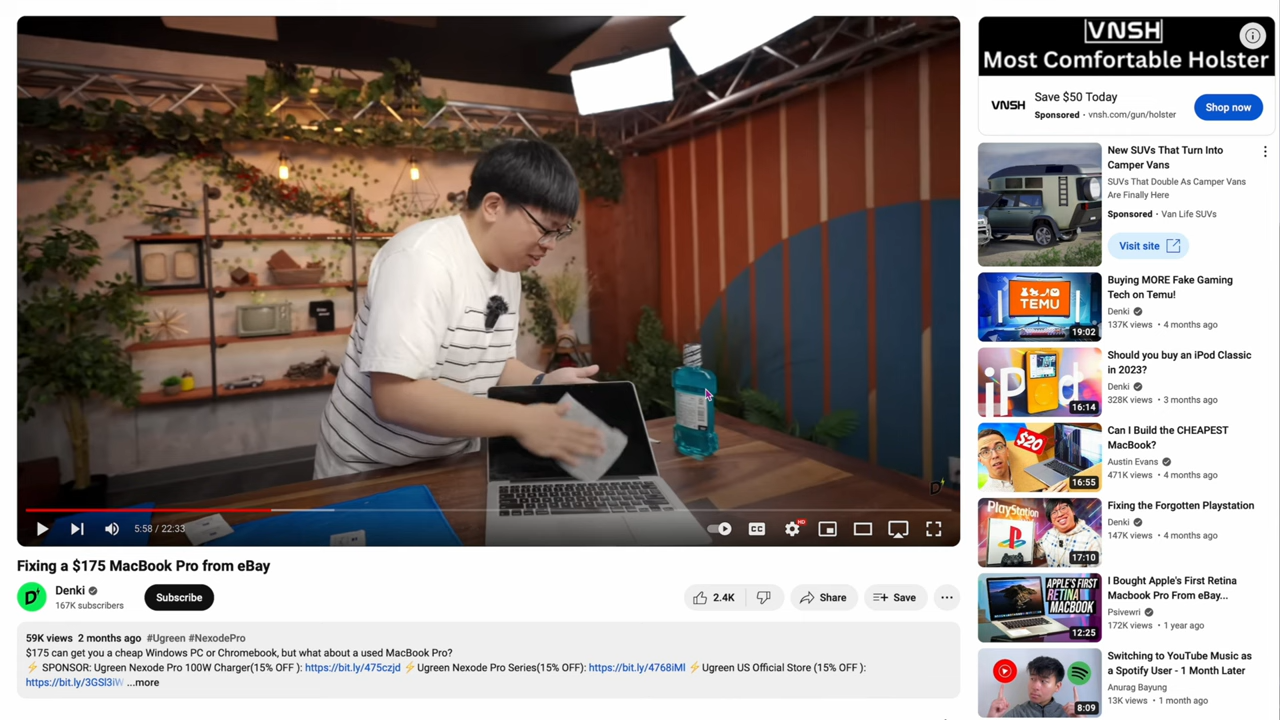 5:58 / 22:33
HD
CC
Fixing a $175 MacBook Pro from eBay
Denki
167K subscribers
Subscribe
2.4K
Share
Save
59K views 2 months ago #Ugreen #NexodePro
$175 can get you a cheap Windows PC or Chromebook, but what about a used MacBook Pro?
⚡ SPONSOR: Ugreen Nexode Pro 100W Charger(15% OFF ): https://bit.ly/475czjd ⚡Ugreen Nexode Pro Series(15% OFF): https://bit.ly/4768iMl ⚡Ugreen US Official Store (15% OFF ):
https://bit.ly/3GSl3iW ...more
VNSH
Most Comfortable Holster
VNSH
Save $50 Today
Sponsored · vnsh.com/gun/holster
Shop now
New SUVs That Turn Into
Camper Vans
SUVs That Double As Camper Vans
Are Finally Here
Sponsored · Van Life SUVs
Visit site
TEMU
19:02
Buying MORE Fake Gaming
Tech on Temu!
Denki
137K views · 4 months ago
iPod
16:14
Should you buy an iPod Classic
in 2023?
Denki
328K views · 3 months ago
$20
16:55
Can I Build the CHEAPEST
MacBook?
Austin Evans
471K views · 4 months ago
PlayStation
17:10
Fixing the Forgotten Playstation
Denki
147K views · 4 months ago
APPLE'S FIRST
RETINA
MACBOOK
12:25
I Bought Apple's First Retina
Macbook Pro From eBay...
Psivewri
172K views · 1 year ago
8:09
Switching to YouTube Music as
a Spotify User - 1 Month Later
Anurag Bayung
13K views · 1 month ago